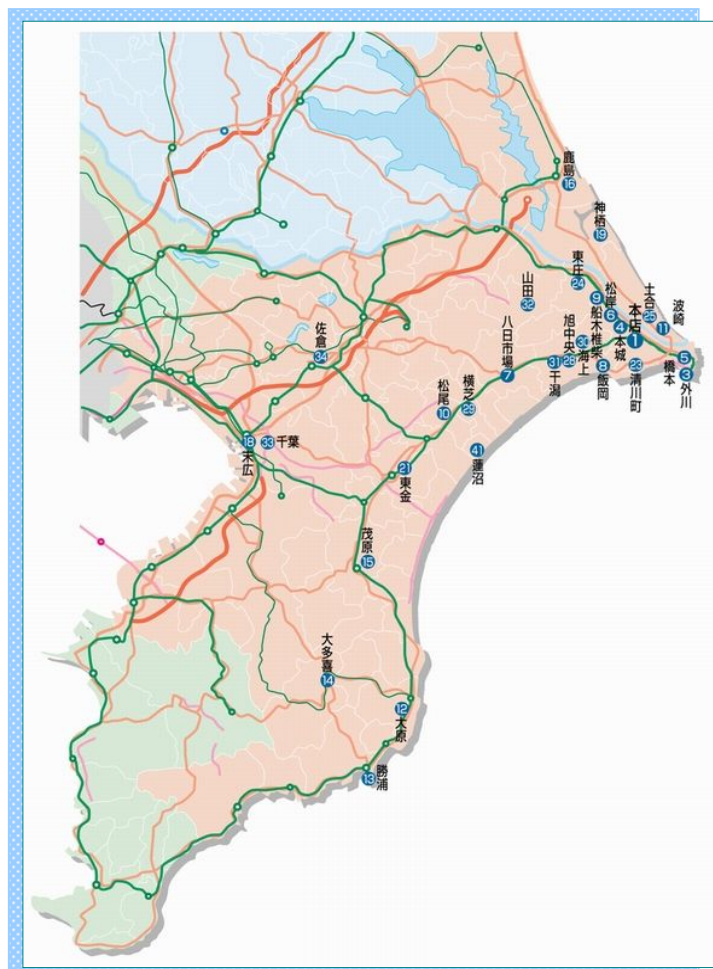 鹿島 16
神栖 19
東庄 24
山田 32
9 船木椎柴
松岸 6
4 本城
本店 1
土合 25
波崎 11
5 橋本
3 外川
23 清川町
8 飯岡
30 海上
旭中央 28
31 干潟
八日市場 7
横芝 29
松尾 10
佐倉 34
18 末広
33 千葉
21 東金
41 蓮沼
茂原 15
大多喜 14
12 大原
13 勝浦